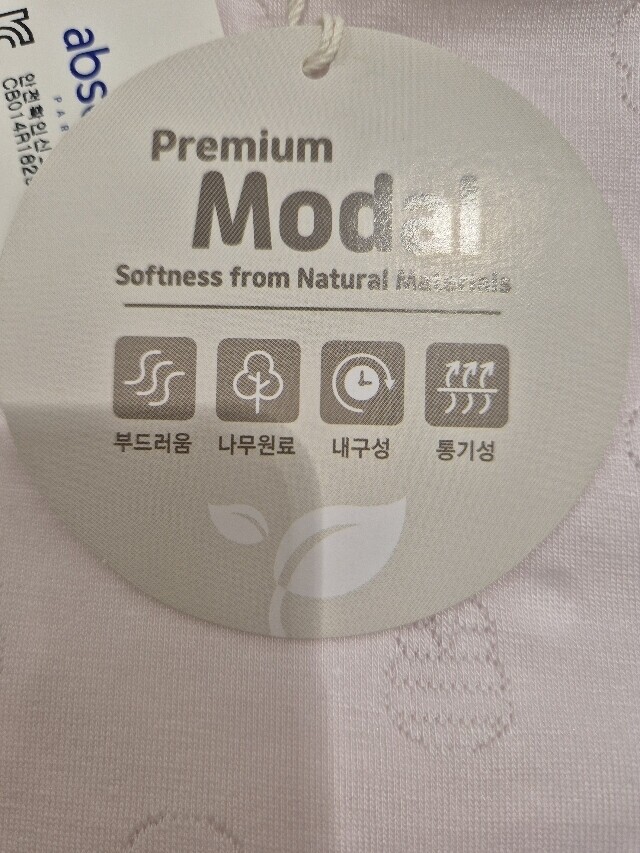 Premium
Modal
Softness from Natural Materials
부드러움
나무원료
내구성
통기성